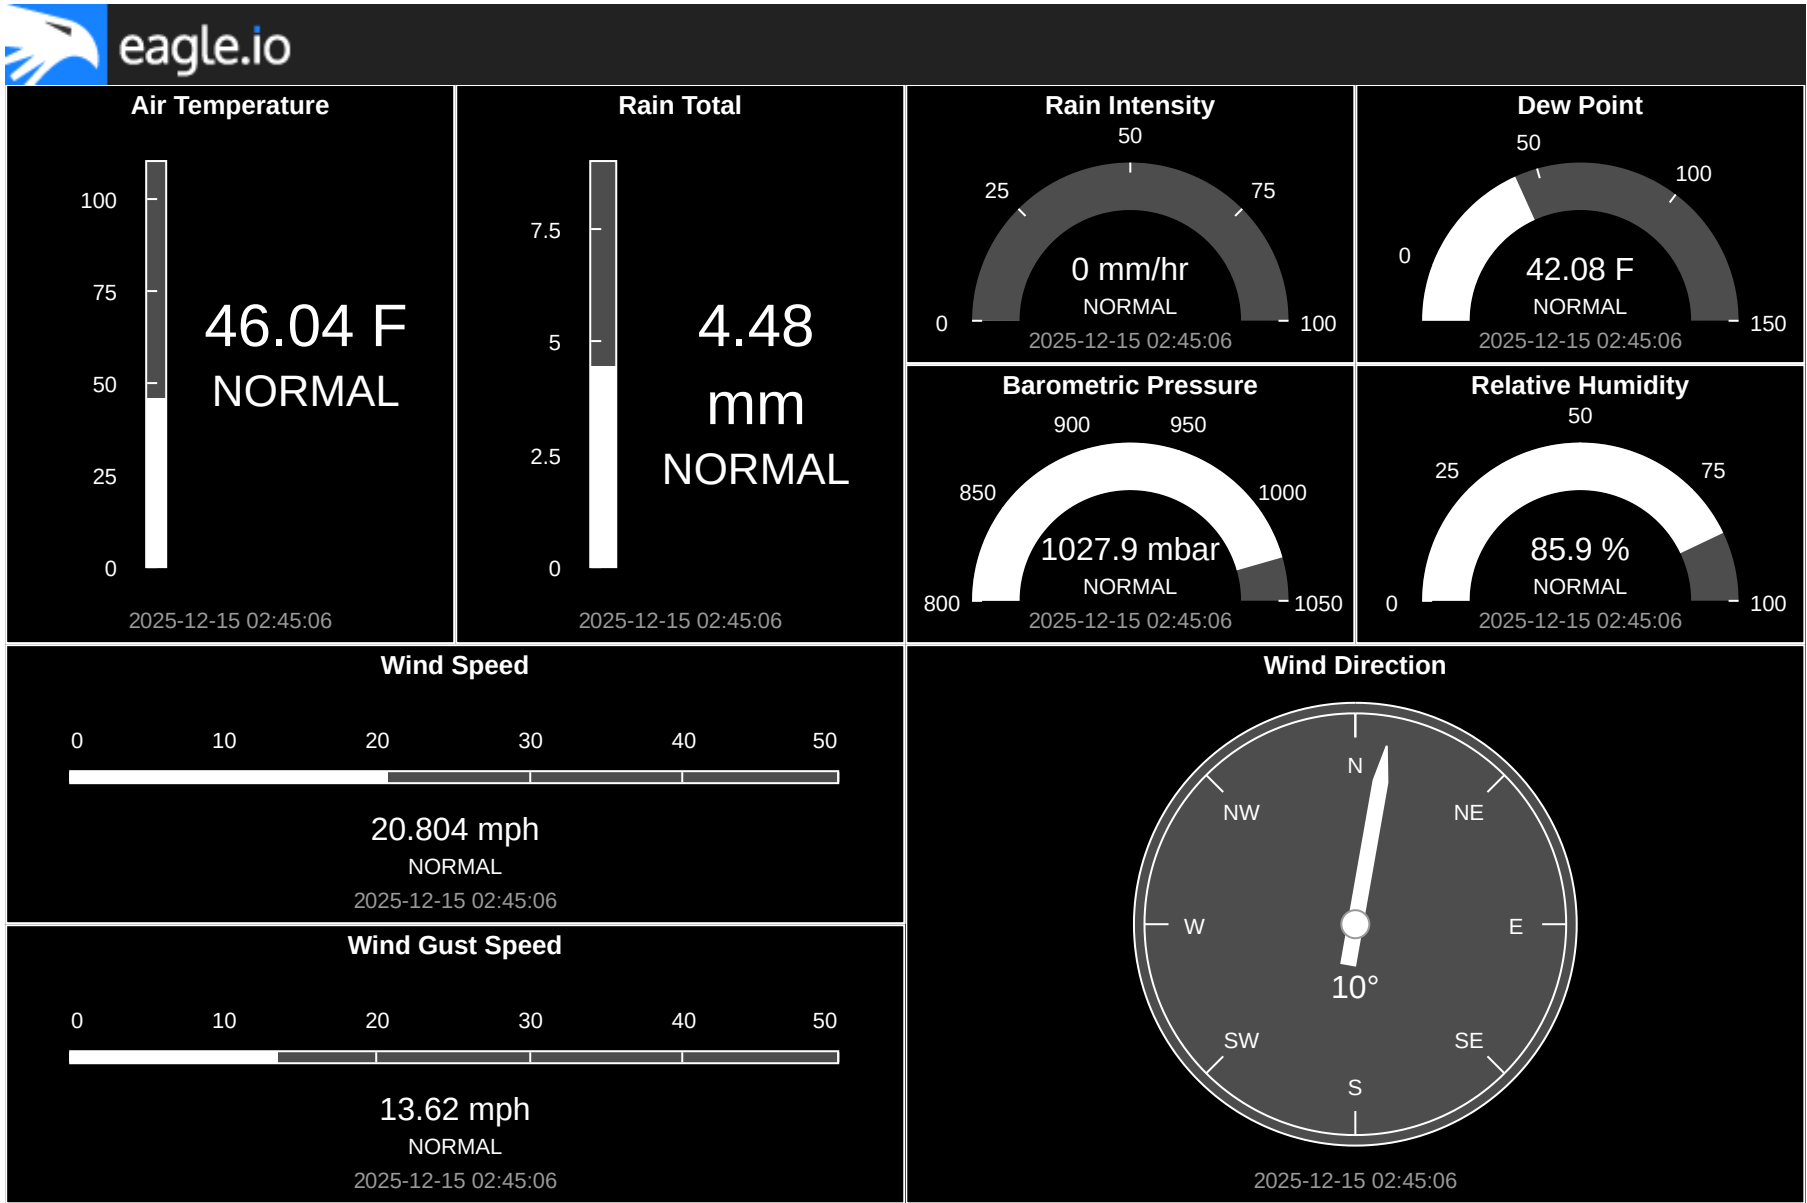 eagle.io
Air Temperature
100
75
50
25
0
46.04 F
NORMAL
2025-12-15 02:45:06
Rain Total
7.5
5
2.5
0
4.48
mm
NORMAL
2025-12-15 02:45:06
Rain Intensity
0
25
50
75
100
0 mm/hr
NORMAL
2025-12-15 02:45:06
Dew Point
0
50
100
150
42.08 F
NORMAL
2025-12-15 02:45:06
Barometric Pressure
800
850
900
950
1000
1050
1027.9 mbar
NORMAL
2025-12-15 02:45:06
Relative Humidity
0
25
50
75
100
85.9 %
NORMAL
2025-12-15 02:45:06
Wind Speed
0 10 20 30 40 50
20.804 mph
NORMAL
2025-12-15 02:45:06
Wind Gust Speed
0 10 20 30 40 50
13.62 mph
NORMAL
2025-12-15 02:45:06
Wind Direction
N
NW NE
W E
10°
SW SE
S
2025-12-15 02:45:06